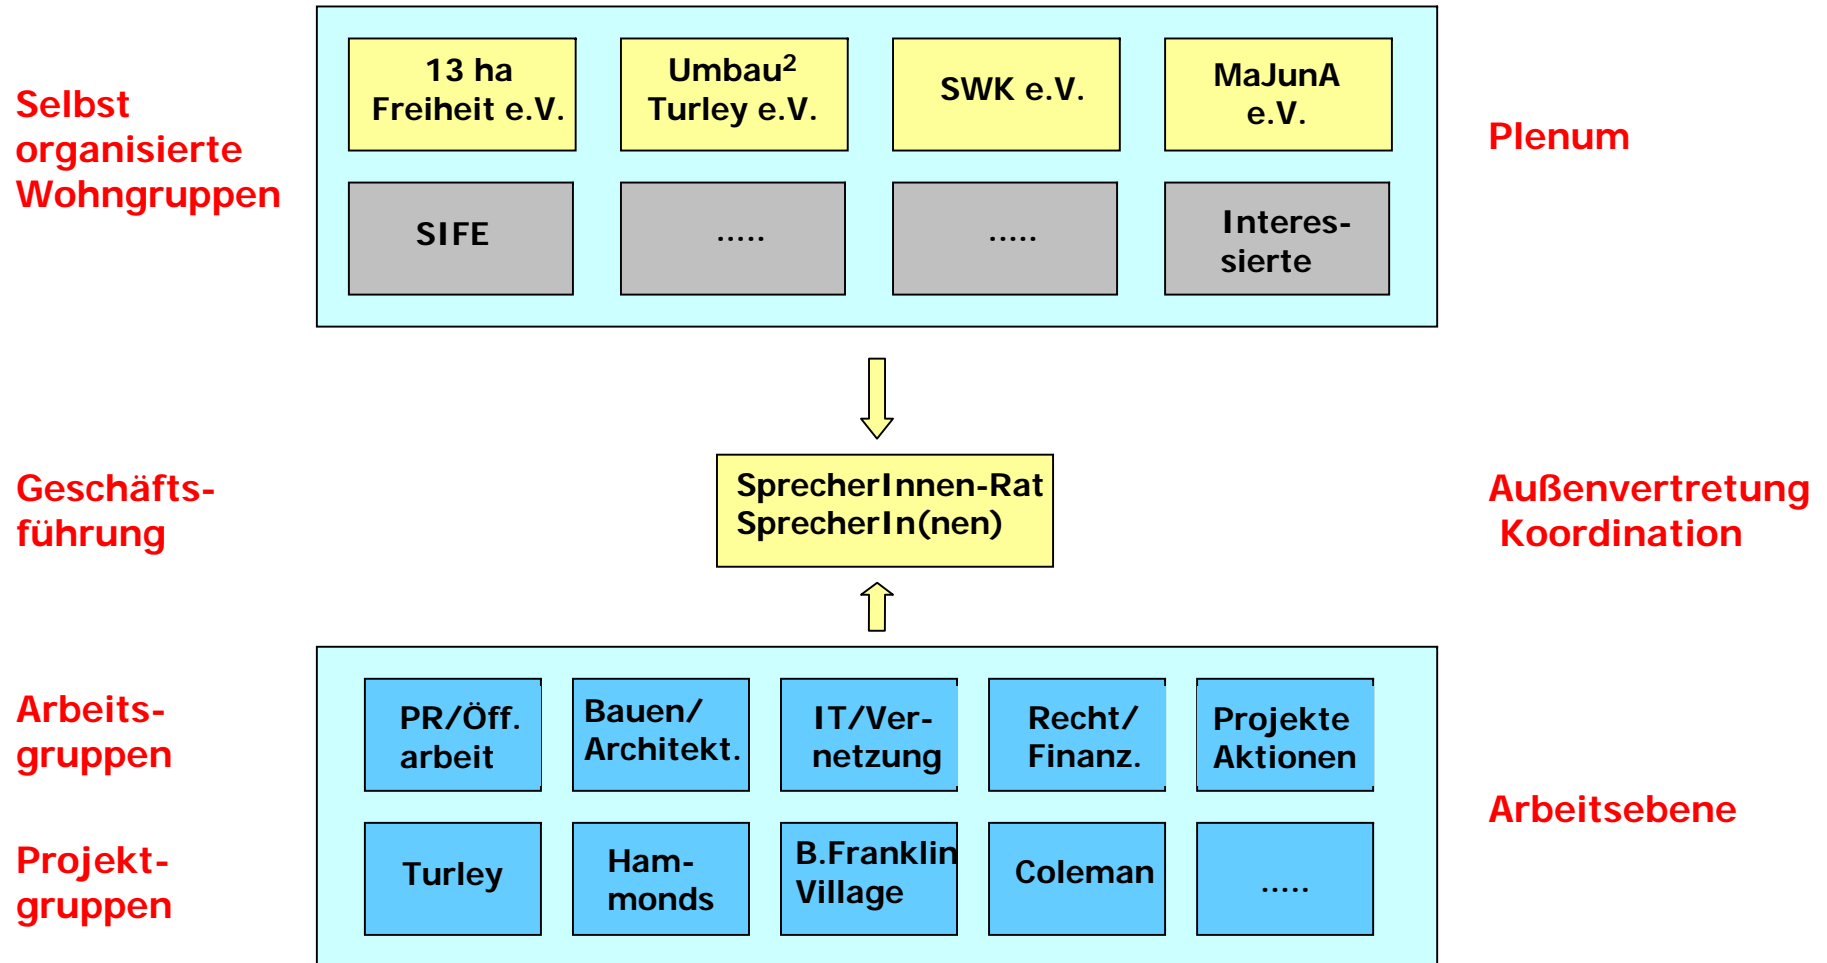 Selbst
organisierte
Wohngruppen
13 ha
Freiheit e.V.
Umbau²
Turley e.V.
SWK e.V.
MaJunA
e.V.
Plenum
SIFE
.....
.....
Interes-
sierte
Geschäfts-
führung
SprecherInnen-Rat
SprecherIn(nen)
Außenvertretung
Koordination
Arbeits-
gruppen
PR/Öff.
arbeit
Bauen/
Architekt.
IT/Ver-
netzung
Recht/
Finanz.
Projekte
Aktionen
Arbeitsebene
Projekt-
gruppen
Turley
Ham-
monds
B.Franklin
Village
Coleman
.....